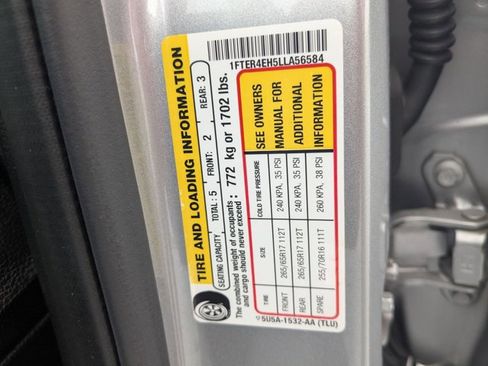 TIRE AND LOADING INFORMATION
SEATING CAPACITY TOTAL: 5 FRONT: 2 REAR: 3
The combined weight of occupants : 772 kg or 1702 lbs.
and cargo should never exceed
1FTER4EH5LLA56584
TIRE SIZE COLD TIRE PRESSURE
FRONT 265/65R17 112T 240 KPA, 35 PSI
REAR 265/65R17 112T 240 KPA, 35 PSI
SPARE 255/70R16 111T 260 KPA, 38 PSI
SEE OWNERS
MANUAL FOR
ADDITIONAL
INFORMATION
5U5A-1532-AA (TLU)